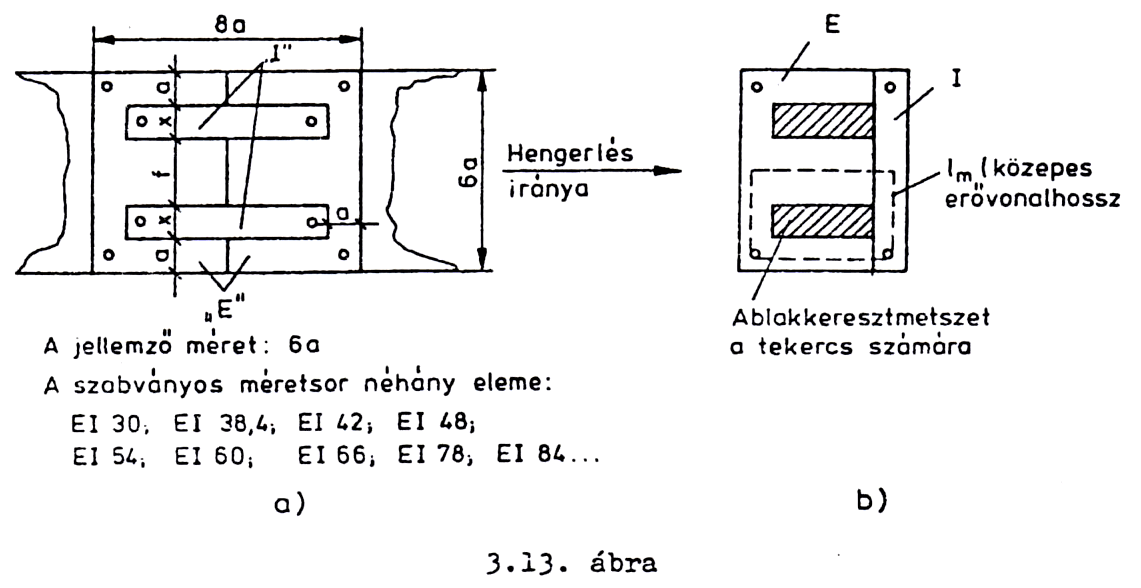 8a
„I"
a
x
f
x
a
6a
a
„E"
Hengerlés
iránya
A jellemző méret: 6a
A szabványos méretsor néhány eleme:
EI 30; EI 38,4; EI 42; EI 48;
EI 54; EI 60; EI 66; EI 78; EI 84...
a)
E
I
lm (közepes
erővonalhossz
Ablakkeresztmetszet
a tekercs számára
b)
3.13. ábra